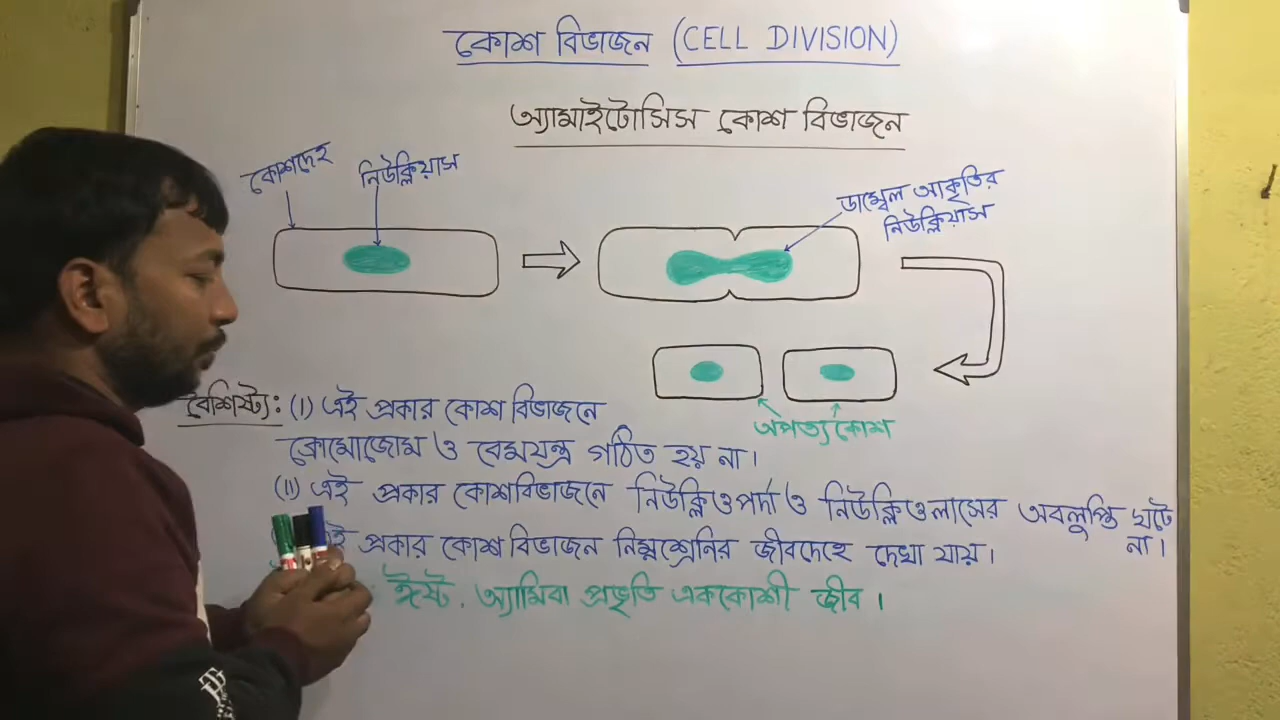 কোশ বিভাজন (CELL DIVISION)
অ্যামাইটোসিস কোশ বিভাজন
কোশদেহ
নিউক্লিয়াস
ডাম্বেল আকৃতির
নিউক্লিয়াস
অপত্য কোশ
বৈশিষ্ট্য: (I) এই প্রকার কোশ বিভাজনে
ক্রোমোজোম ও বেমযন্ত্র গঠিত হয় না।
(II) এই প্রকার কোশবিভাজনে নিউক্লিওপর্দা ও নিউক্লিওলাসের অবলুপ্তি ঘটে
না।
প্রকার কোশ বিভাজন নিম্নশ্রেনির জীবদেহে দেখা যায়।
ঈষ্ট, অ্যামিবা প্রভৃতি এককোশী জীব।